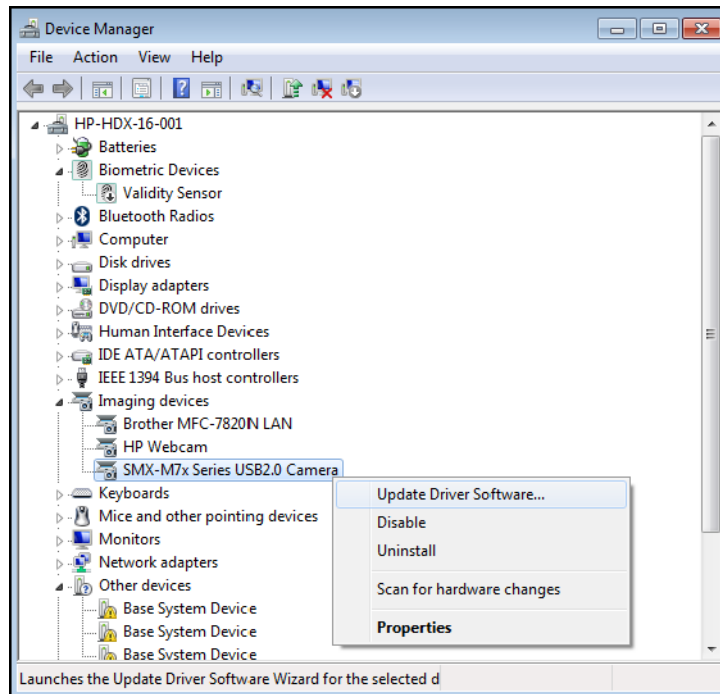 Device Manager
File Action View Help
HP-HDX-16-001
Batteries
Biometric Devices
Validity Sensor
Bluetooth Radios
Computer
Disk drives
Display adapters
DVD/CD-ROM drives
Human Interface Devices
IDE ATA/ATAPI controllers
IEEE 1394 Bus host controllers
Imaging devices
Brother MFC-7820N LAN
HP Webcam
SMX-M7x Series USB2.0 Camera
Keyboards
Mice and other pointing devices
Monitors
Network adapters
Other devices
Base System Device
Base System Device
Base System Device
Update Driver Software...
Disable
Uninstall
Scan for hardware changes
Properties
Launches the Update Driver Software Wizard for the selected d